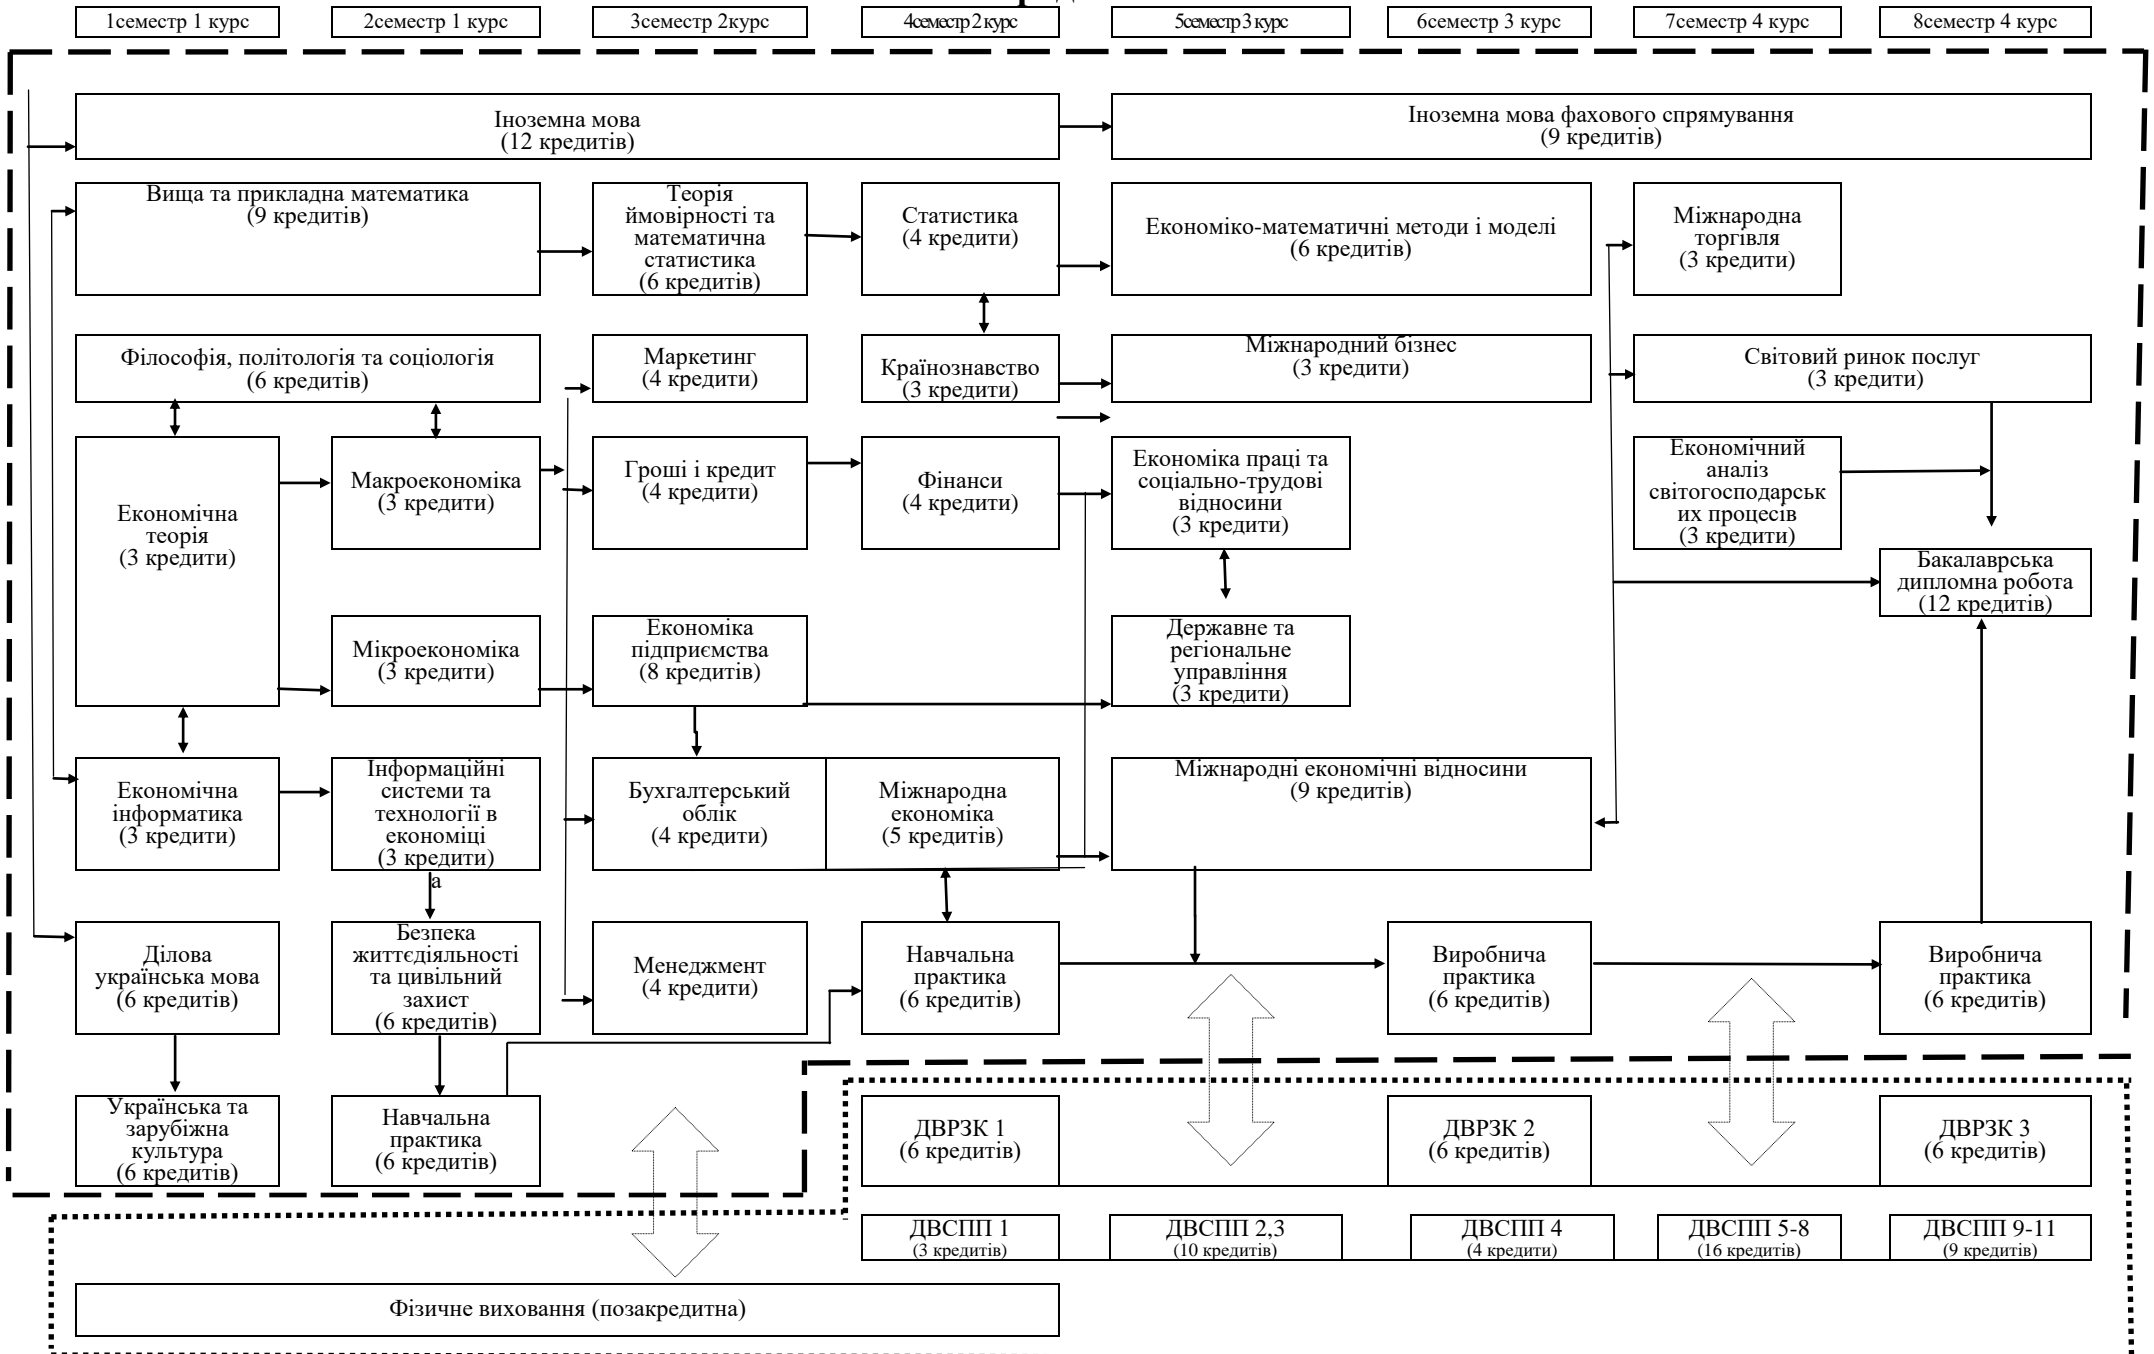 1семестр 1 курс
2семестр 1 курс
3семестр 2курс
4семестр 2 курс
5семестр 3 курс
6семестр 3 курс
7семестр 4 курс
8семестр 4 курс
Іноземна мова
(12 кредитів)
Іноземна мова фахового спрямування
(9 кредитів)
Вища та прикладна математика
(9 кредитів)
Теорія
ймовірності та
математична
статистика
(6 кредитів)
Статистика
(4 кредити)
Економіко-математичні методи і моделі
(6 кредитів)
Міжнародна
торгівля
(3 кредити)
Філософія, політологія та соціологія
(6 кредитів)
Маркетинг
(4 кредити)
Країнознавство
(3 кредити)
Міжнародний бізнес
(3 кредити)
Світовий ринок послуг
(3 кредити)
Економічна
теорія
(3 кредити)
Макроекономіка
(3 кредити)
Гроші і кредит
(4 кредити)
Фінанси
(4 кредити)
Економіка праці та
соціально-трудові
відносини
(3 кредити)
Економічний
аналіз
світогосподарськ
их процесів
(3 кредити)
Бакалаврська
дипломна робота
(12 кредитів)
Мікроекономіка
(3 кредити)
Економіка
підприємства
(8 кредитів)
Державне та
регіональне
управління
(3 кредити)
Економічна
інформатика
(3 кредити)
Інформаційні
системи та
технології в
економіці
(3 кредити)
а
Бухгалтерський
облік
(4 кредити)
Міжнародна
економіка
(5 кредитів)
Міжнародні економічні відносини
(9 кредитів)
Ділова
українська мова
(6 кредитів)
Безпека
життєдіяльності
та цивільний
захист
(6 кредитів)
Менеджмент
(4 кредити)
Навчальна
практика
(6 кредитів)
Виробнича
практика
(6 кредитів)
Виробнича
практика
(6 кредитів)
Українська та
зарубіжна
культура
(6 кредитів)
Навчальна
практика
(6 кредитів)
ДВРЗК 1
(6 кредитів)
ДВРЗК 2
(6 кредитів)
ДВРЗК 3
(6 кредитів)
ДВСПП 1
(3 кредитів)
ДВСПП 2,3
(10 кредитів)
ДВСПП 4
(4 кредити)
ДВСПП 5-8
(16 кредитів)
ДВСПП 9-11
(9 кредитів)
Фізичне виховання (позакредитна)